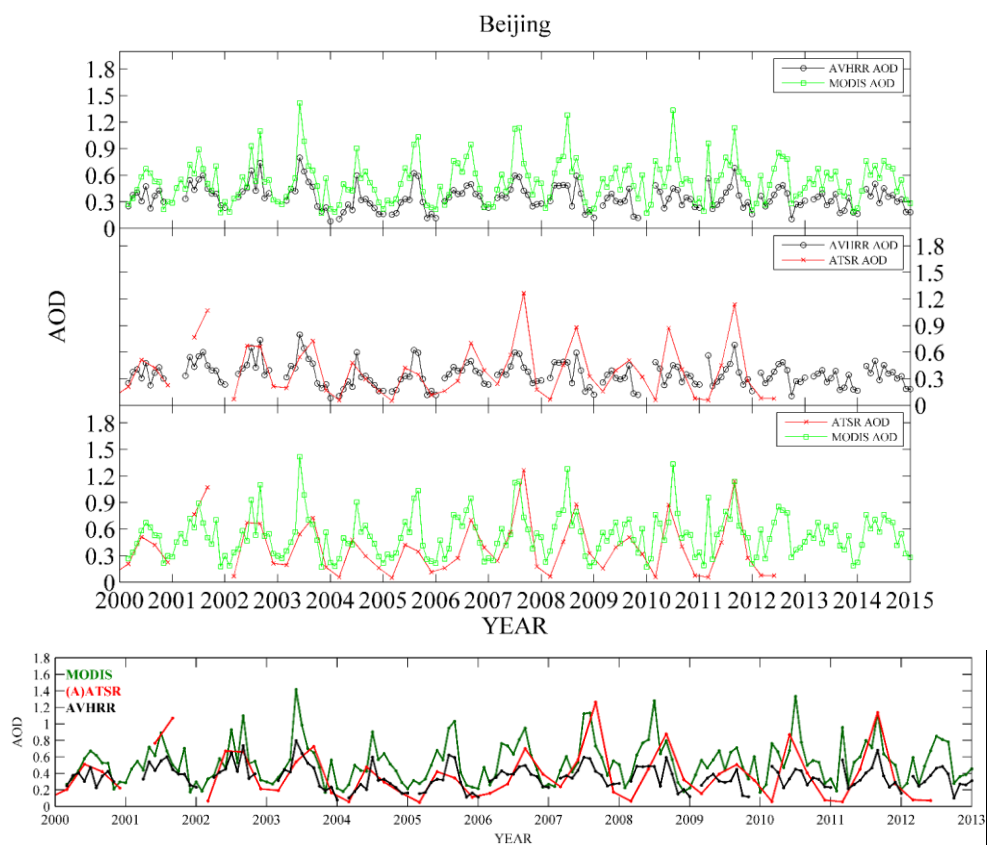 Beijing
1.8
1.5
1.2
0.9
0.6
0.3
0
AVHRR AOD
MODIS AOD
AOD
1.8
1.5
1.2
0.9
0.6
0.3
0
AVHRR AOD
ATSR AOD
1.8
1.5
1.2
0.9
0.6
0.3
0
ATSR AOD
MODIS AOD
2000 2001 2002 2003 2004 2005 2006 2007 2008 2009 2010 2011 2012 2013 2014 2015
YEAR
1.8
1.6
1.4
1.2
1
0.8
0.6
0.4
0.2
0
AOD
MODIS
(A)ATSR
AVHRR
2000 2001 2002 2003 2004 2005 2006 2007 2008 2009 2010 2011 2012 2013
YEAR